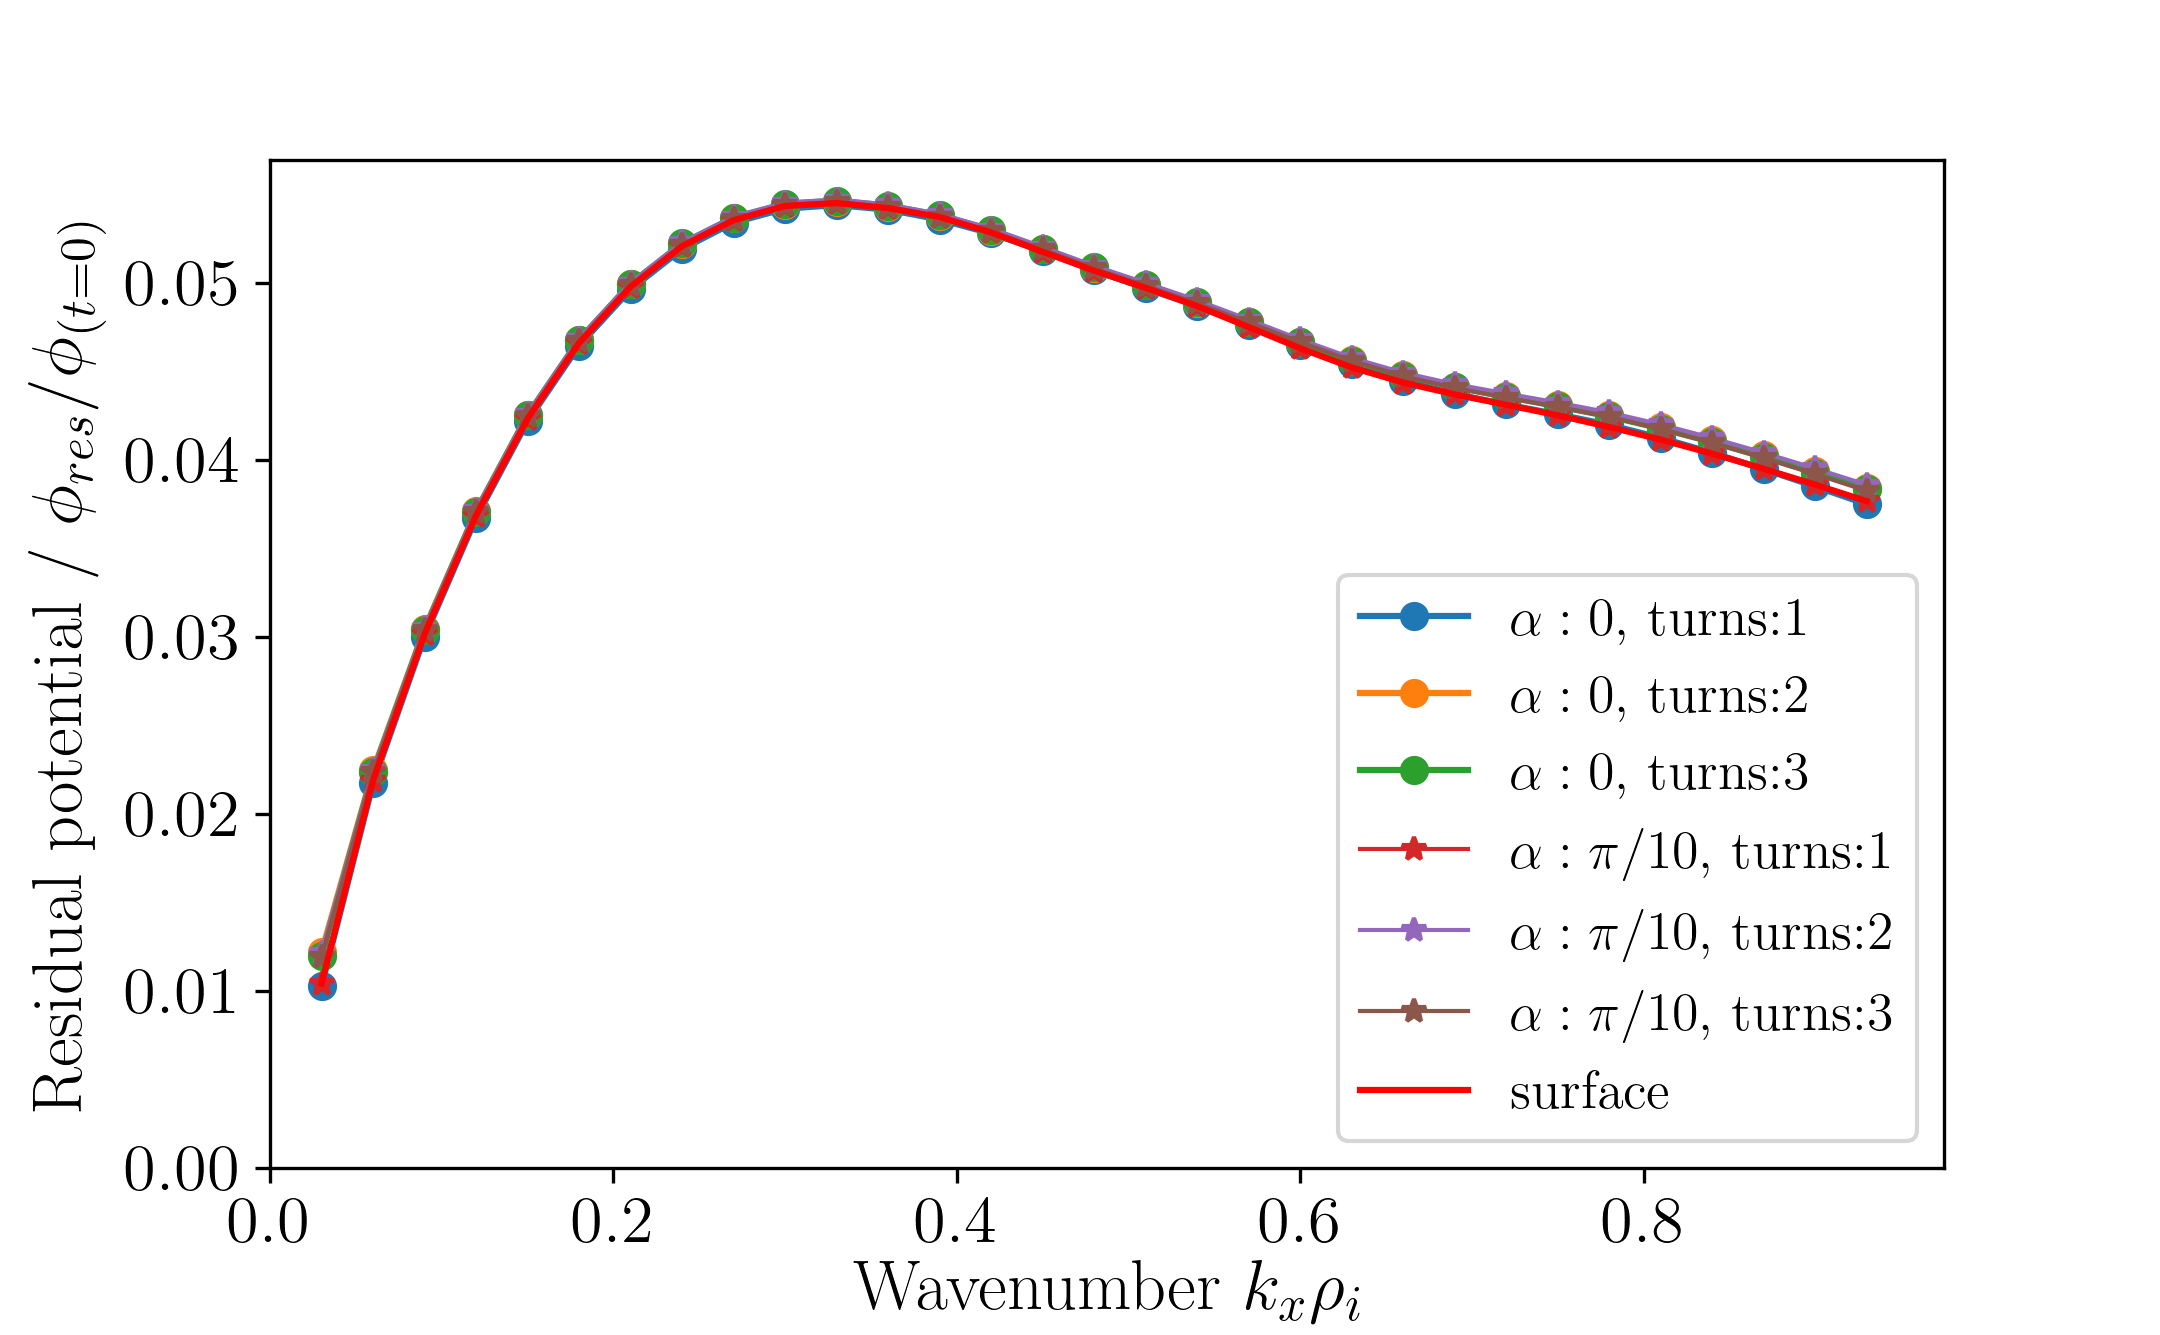 Residual potential / ϕ_res/ϕ_(t=0)
0.05
0.04
0.03
0.02
0.01
0.00
α : 0, turns:1
α : 0, turns:2
α : 0, turns:3
α : π/10, turns:1
α : π/10, turns:2
α : π/10, turns:3
surface
0.0 0.2 0.4 0.6 0.8
Wavenumber k_xρ_i